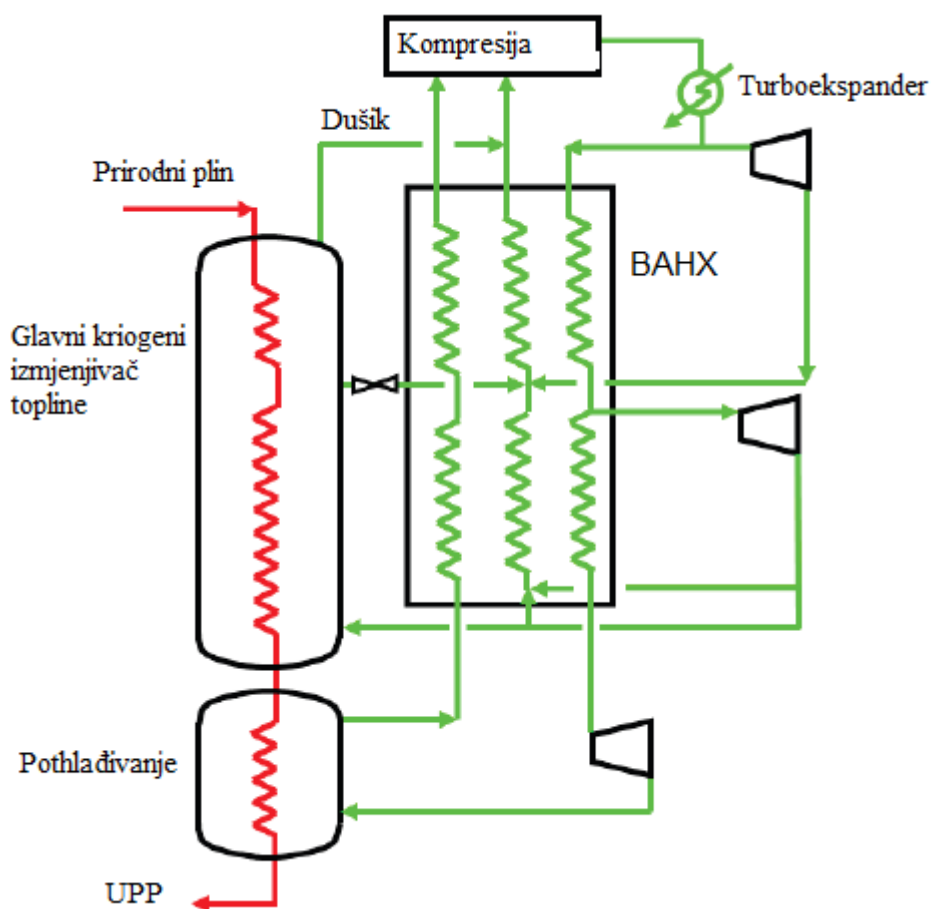 Kompresija
Turboekspander
Dušik
Prirodni plin
BAHX
Glavni kriogeni
izmjenjivač
topline
Pothlađivanje
UPP